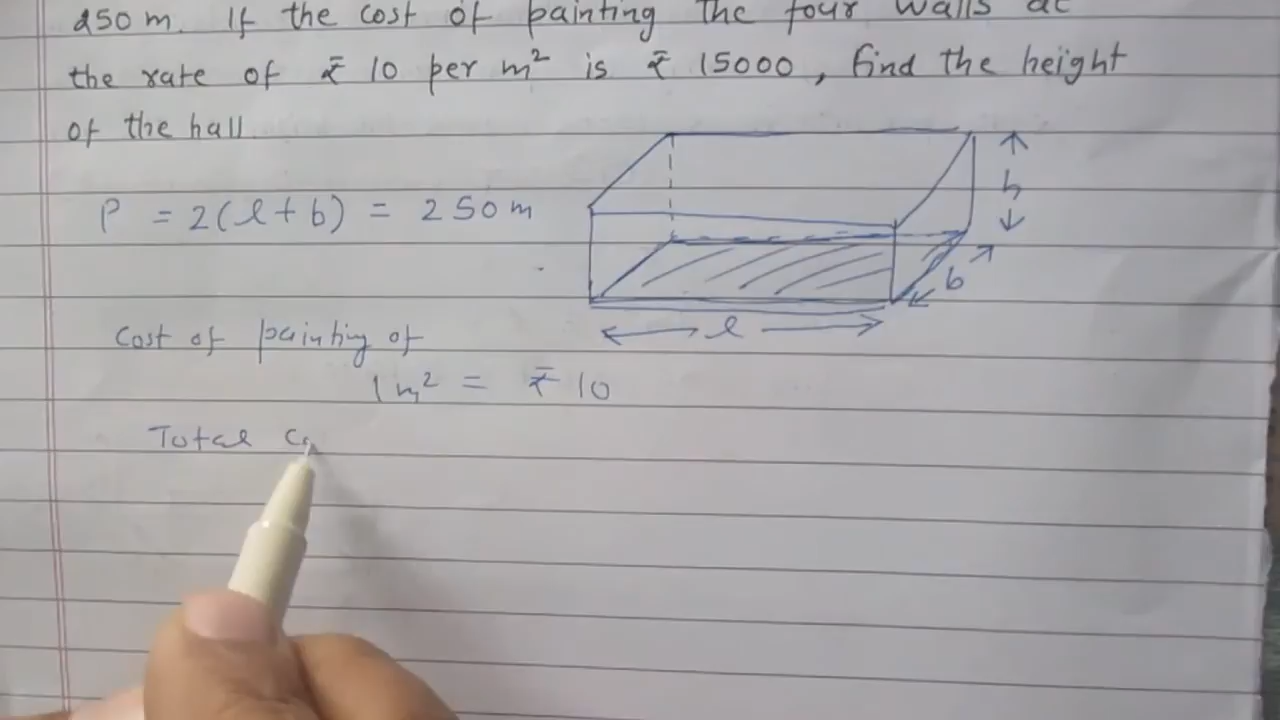 250 m. If the cost of painting the four walls at
the rate of ₹ 10 per m² is ₹ 15000, find the height
of the hall.
P = 2(l + b) = 250 m
h
b
l
Cost of painting of
1 m² = ₹ 10
Total Co